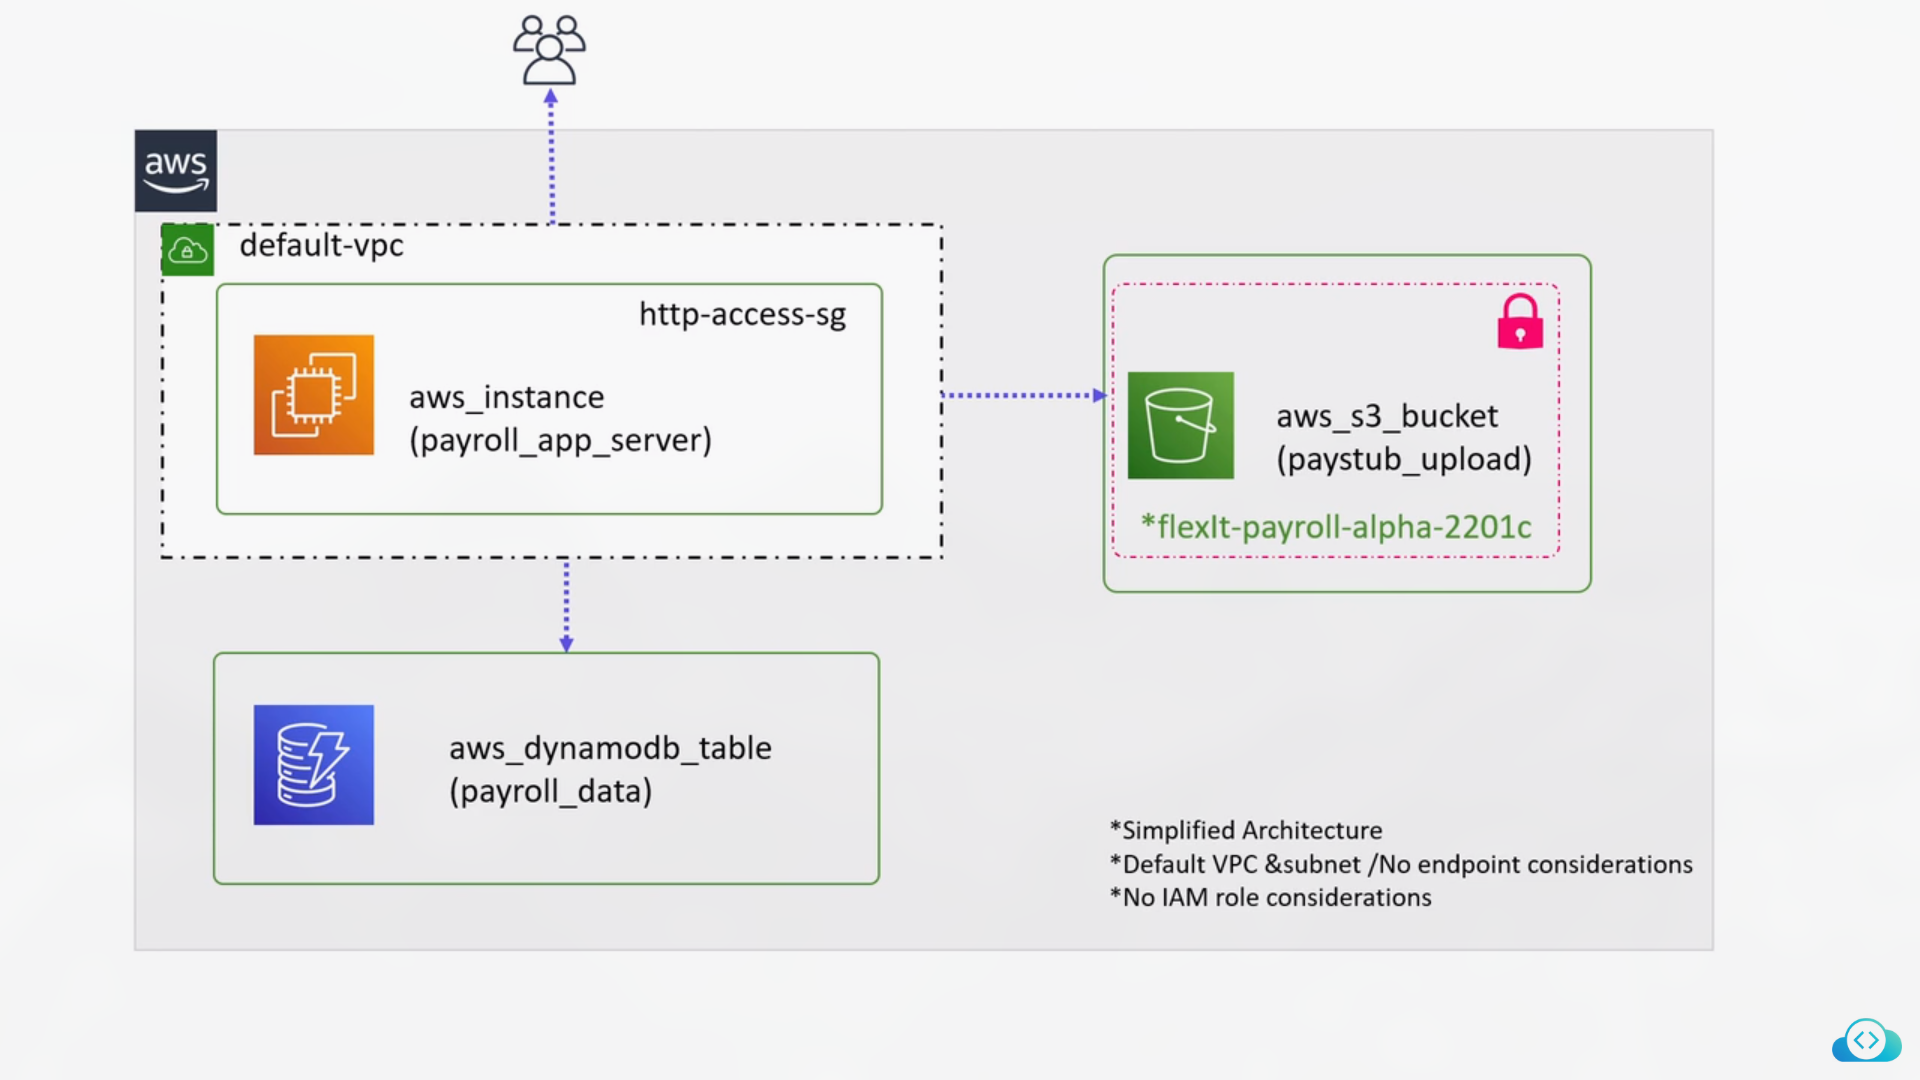 aws
default-vpc
http-access-sg
aws_instance
(payroll_app_server)
aws_s3_bucket
(paystub_upload)
*flexIt-payroll-alpha-2201c
aws_dynamodb_table
(payroll_data)
*Simplified Architecture
*Default VPC &subnet /No endpoint considerations
*No IAM role considerations